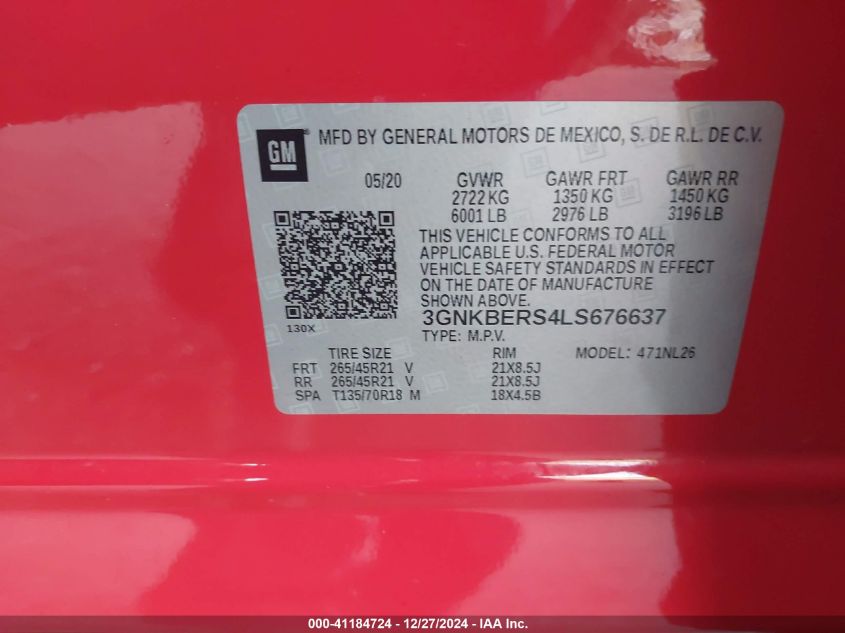 GM ® MFD BY GENERAL MOTORS DE MEXICO, S. DE R.L. DE C.V.
05/20 GVWR GAWR FRT GAWR RR
2722 KG 1350 KG 1450 KG
6001 LB 2976 LB 3196 LB
THIS VEHICLE CONFORMS TO ALL
APPLICABLE U.S. FEDERAL MOTOR
VEHICLE SAFETY STANDARDS IN EFFECT
ON THE DATE OF MANUFACTURE
SHOWN ABOVE.
3GNKBERS4LS676637
130X TYPE: M.P.V.
TIRE SIZE RIM MODEL: 471NL26
FRT 265/45R21 V 21X8.5J
RR 265/45R21 V 21X8.5J
SPA T135/70R18 M 18X4.5B
000-41184724 - 12/27/2024 - IAA Inc.